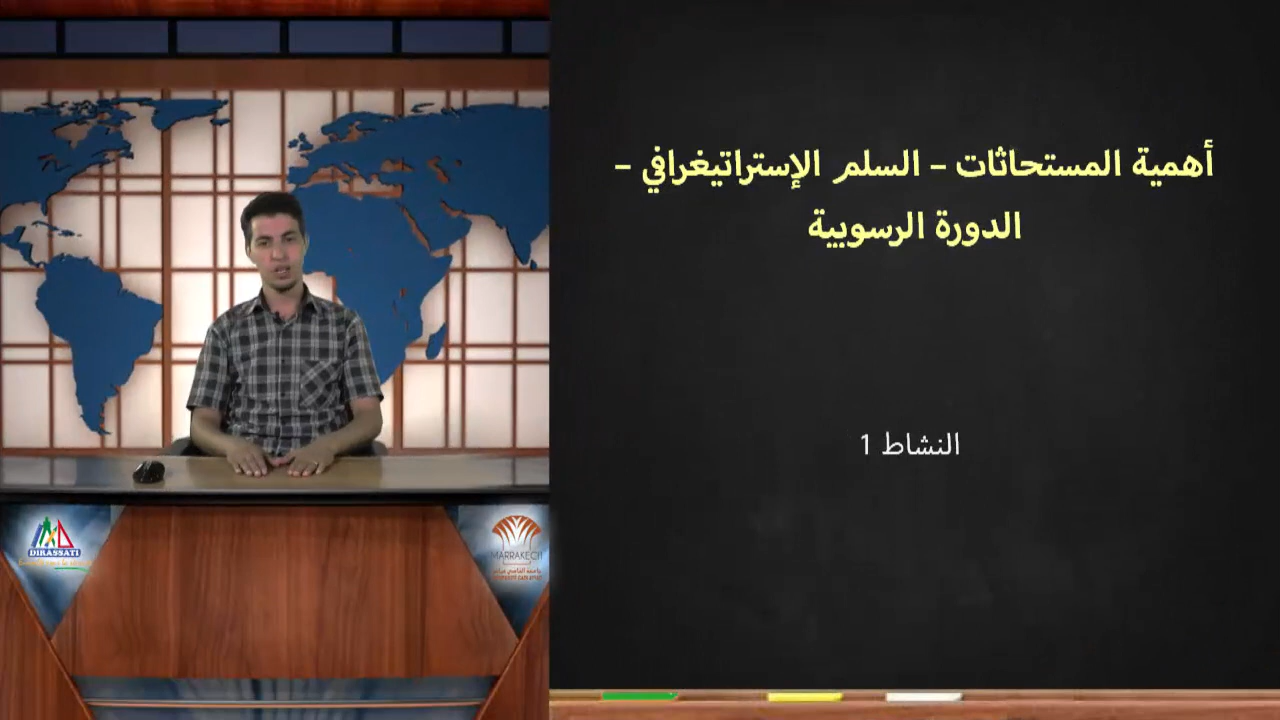 أهمية المستحاثات – السلم الإستراتيغرافي –
الدورة الرسوبية
النشاط 1
DIRASSATI
MARRAKECH